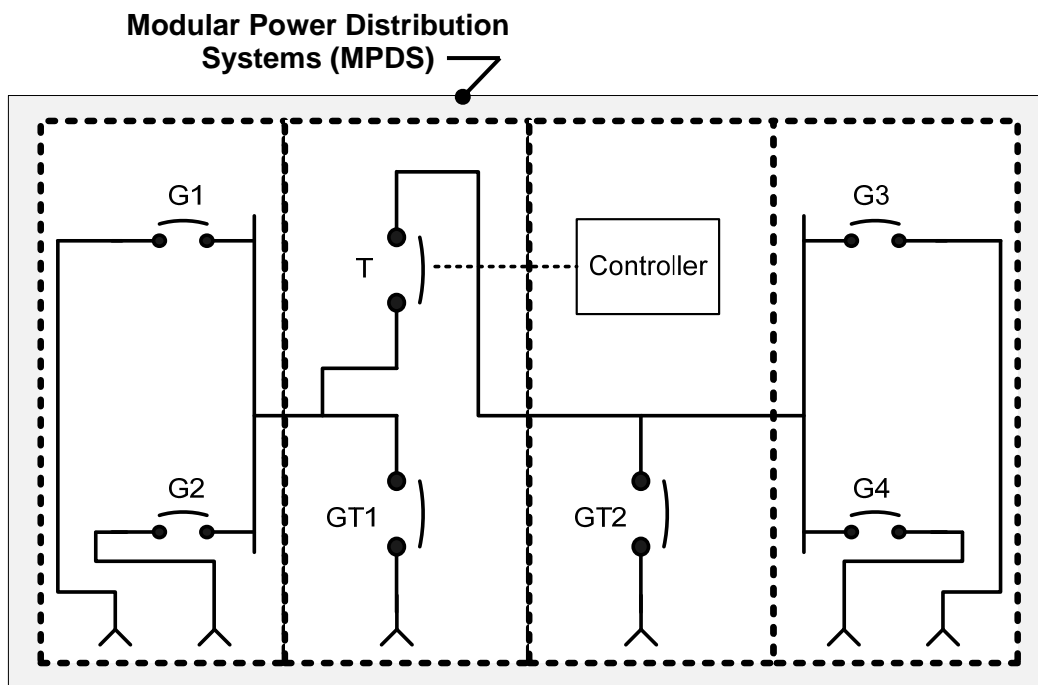 Modular Power Distribution
Systems (MPDS)
G1
G3
T
Controller
G2
G4
GT1
GT2